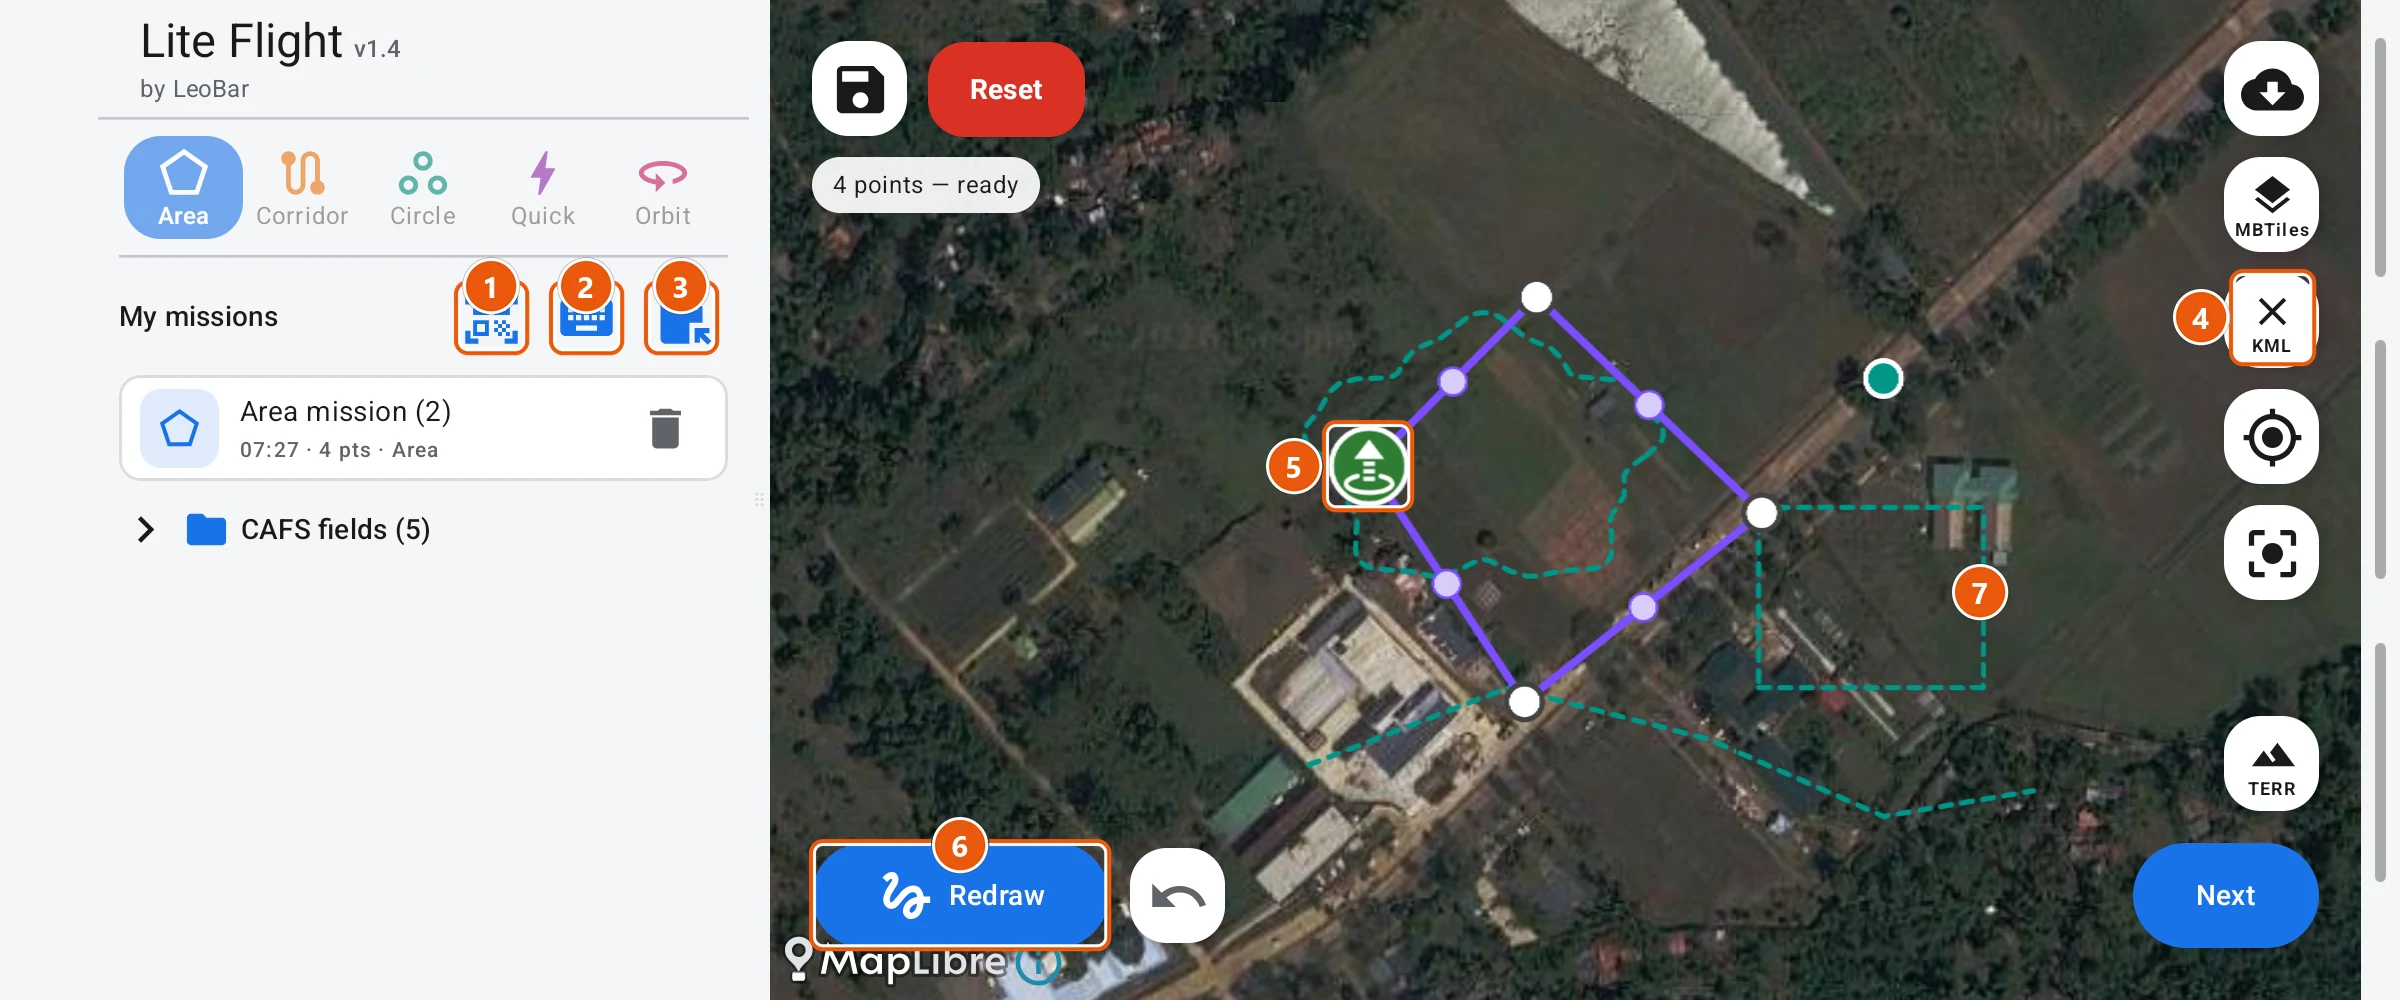 Lite Flight v1.4
by LeoBar
Area
Corridor
Circle
Quick
Orbit
My missions
1
2
3
Area mission (2)
07:27 · 4 pts · Area
CAFS fields (5)
Reset
4 points — ready
MBTiles
4
KML
5
7
TERR
6
Redraw
Next
MapLibre